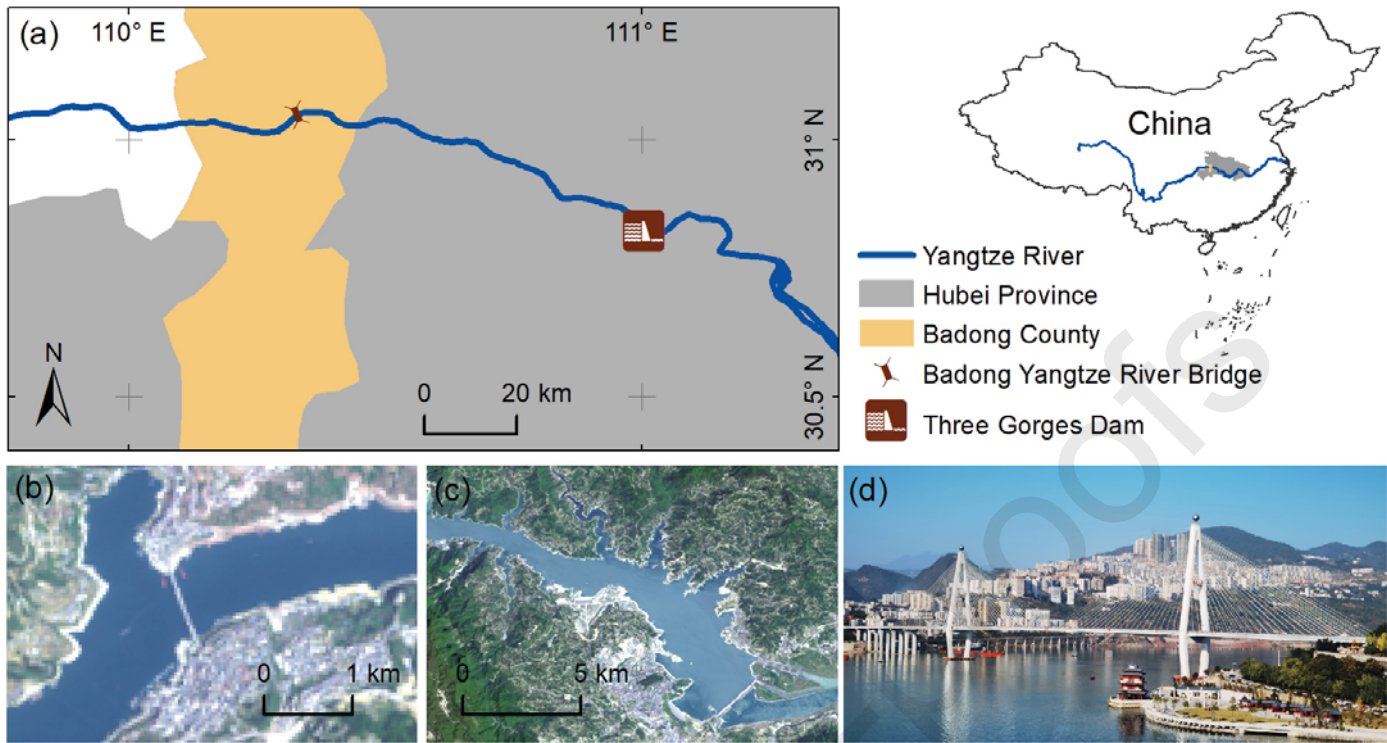 (a)
110° E
111° E
31° N
30.5° N
N
0 20 km
China
Yangtze River
Hubei Province
Badong County
Badong Yangtze River Bridge
Three Gorges Dam
(b)
0 1 km
(c)
0 5 km
(d)